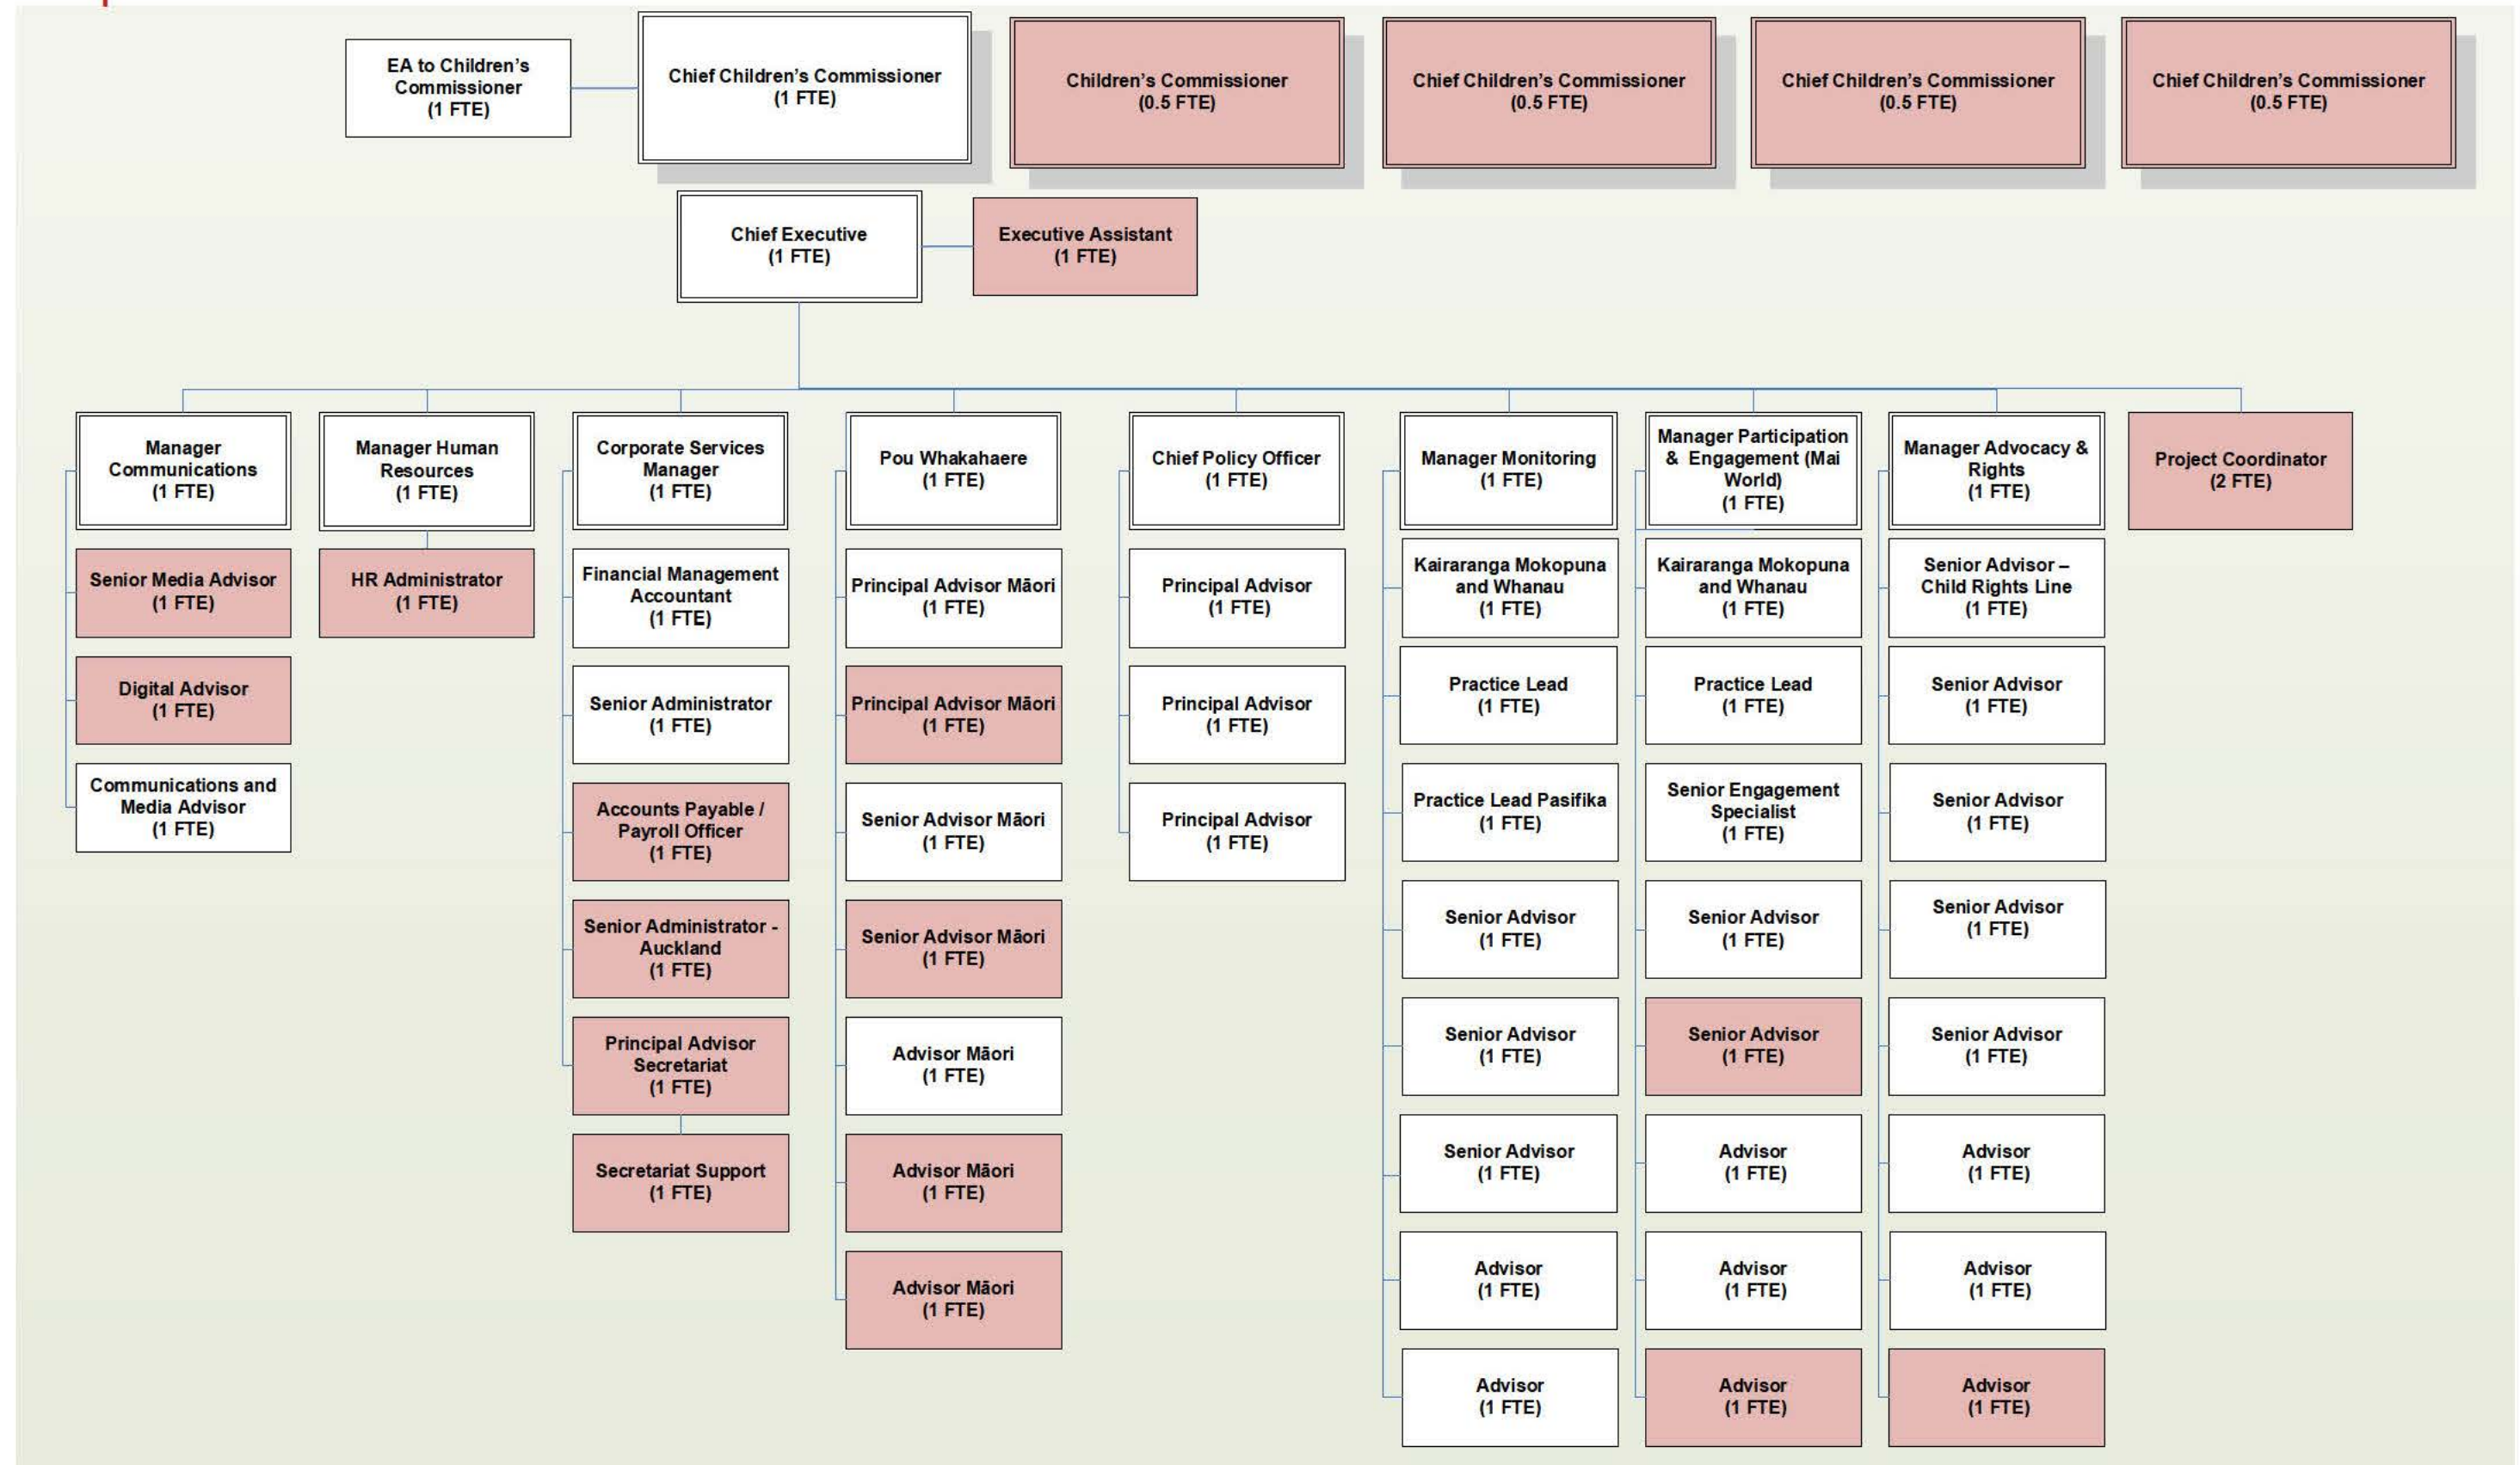 EA to Children’s
Commissioner
(1 FTE)
Chief Children’s Commissioner
(1 FTE)
Children’s Commissioner
(0.5 FTE)
Chief Children’s Commissioner
(0.5 FTE)
Chief Children’s Commissioner
(0.5 FTE)
Chief Children’s Commissioner
(0.5 FTE)
Chief Executive
(1 FTE)
Executive Assistant
(1 FTE)
Manager
Communications
(1 FTE)
Senior Media Advisor
(1 FTE)
Digital Advisor
(1 FTE)
Communications and
Media Advisor
(1 FTE)
Manager Human
Resources
(1 FTE)
HR Administrator
(1 FTE)
Corporate Services
Manager
(1 FTE)
Financial Management
Accountant
(1 FTE)
Senior Administrator
(1 FTE)
Accounts Payable /
Payroll Officer
(1 FTE)
Senior Administrator -
Auckland
(1 FTE)
Principal Advisor
Secretariat
(1 FTE)
Secretariat Support
(1 FTE)
Pou Whakahaere
(1 FTE)
Principal Advisor Māori
(1 FTE)
Principal Advisor Māori
(1 FTE)
Senior Advisor Māori
(1 FTE)
Senior Advisor Māori
(1 FTE)
Advisor Māori
(1 FTE)
Advisor Māori
(1 FTE)
Advisor Māori
(1 FTE)
Chief Policy Officer
(1 FTE)
Principal Advisor
(1 FTE)
Principal Advisor
(1 FTE)
Principal Advisor
(1 FTE)
Manager Monitoring
(1 FTE)
Kairaranga Mokopuna
and Whanau
(1 FTE)
Practice Lead
(1 FTE)
Practice Lead Pasifika
(1 FTE)
Senior Advisor
(1 FTE)
Senior Advisor
(1 FTE)
Senior Advisor
(1 FTE)
Advisor
(1 FTE)
Advisor
(1 FTE)
Manager Participation
& Engagement (Mai
World)
(1 FTE)
Kairaranga Mokopuna
and Whanau
(1 FTE)
Practice Lead
(1 FTE)
Senior Engagement
Specialist
(1 FTE)
Senior Advisor
(1 FTE)
Senior Advisor
(1 FTE)
Advisor
(1 FTE)
Advisor
(1 FTE)
Advisor
(1 FTE)
Manager Advocacy &
Rights
(1 FTE)
Senior Advisor –
Child Rights Line
(1 FTE)
Senior Advisor
(1 FTE)
Senior Advisor
(1 FTE)
Senior Advisor
(1 FTE)
Senior Advisor
(1 FTE)
Advisor
(1 FTE)
Advisor
(1 FTE)
Advisor
(1 FTE)
Project Coordinator
(2 FTE)